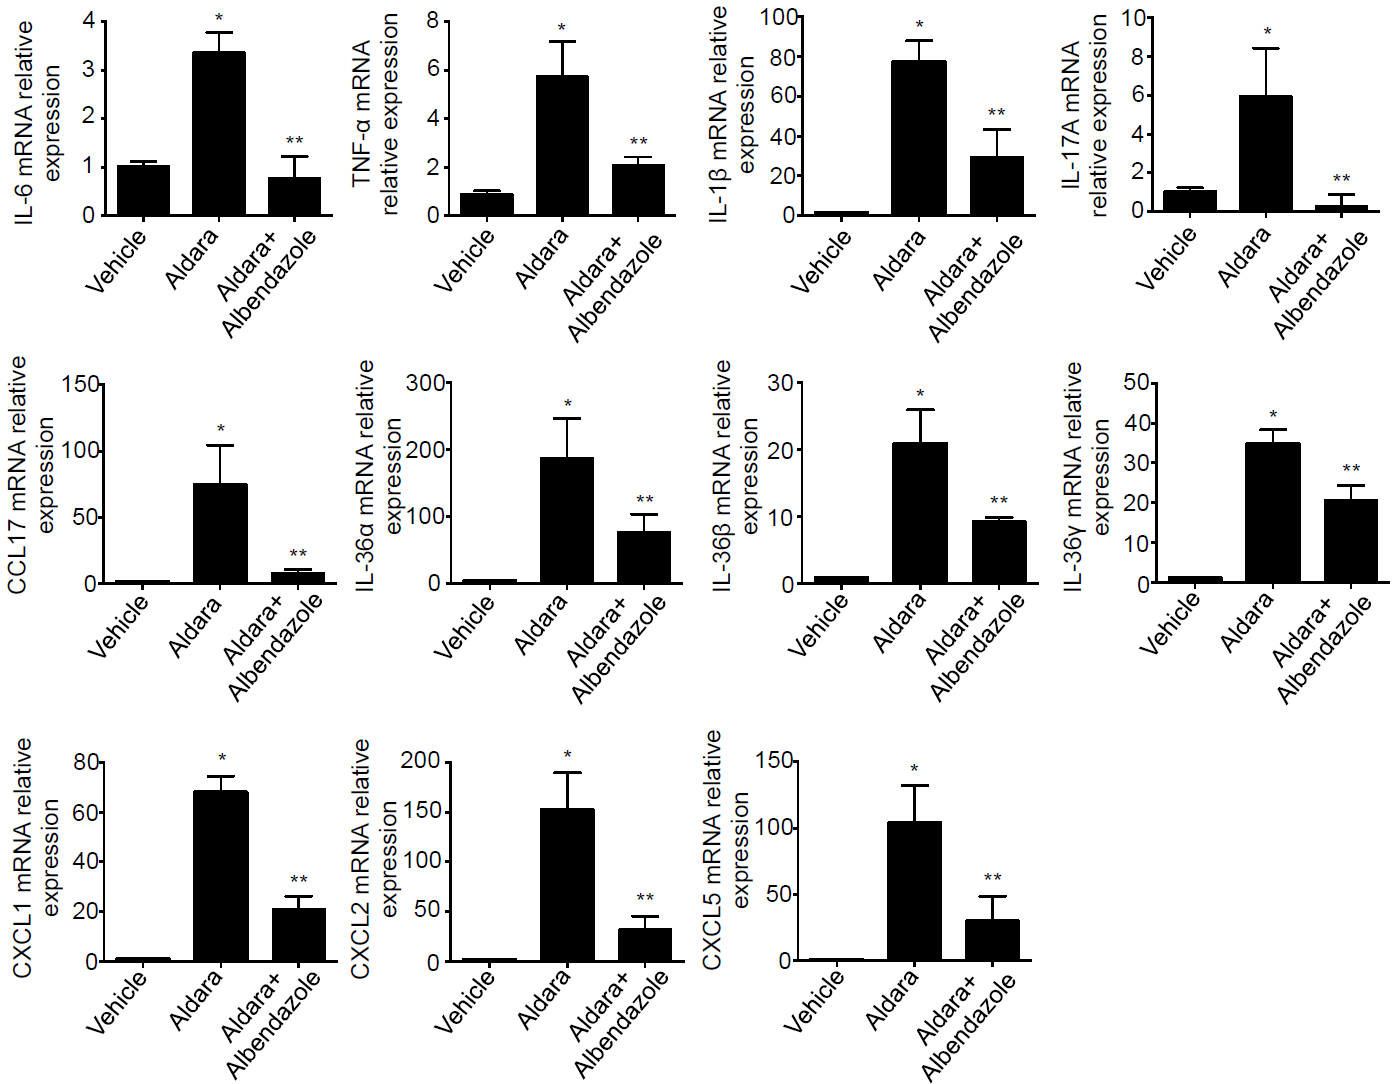 IL-6 mRNA relative
expression
4
3
2
1
0
*
**
Vehicle
Aldara
Aldara+
Albendazole
TNF-α mRNA
relative expression
8
6
4
2
0
*
**
Vehicle
Aldara
Aldara+
Albendazole
IL-1β mRNA relative
expression
100
80
60
40
20
0
*
**
Vehicle
Aldara
Aldara+
Albendazole
IL-17A mRNA
relative expression
10
8
6
4
2
0
*
**
Vehicle
Aldara
Aldara+
Albendazole
CCL17 mRNA relative
expression
150
100
50
0
*
**
Vehicle
Aldara
Aldara+
Albendazole
IL-36α mRNA relative
expression
300
200
100
0
*
**
Vehicle
Aldara
Aldara+
Albendazole
IL-36β mRNA relative
expression
30
20
10
0
*
**
Vehicle
Aldara
Aldara+
Albendazole
IL-36γ mRNA relative
expression
50
40
30
20
10
0
*
**
Vehicle
Aldara
Aldara+
Albendazole
CXCL1 mRNA relative
expression
80
60
40
20
0
*
**
Vehicle
Aldara
Aldara+
Albendazole
CXCL2 mRNA relative
expression
200
150
100
50
0
*
**
Vehicle
Aldara
Aldara+
Albendazole
CXCL5 mRNA relative
expression
150
100
50
0
*
**
Vehicle
Aldara
Aldara+
Albendazole